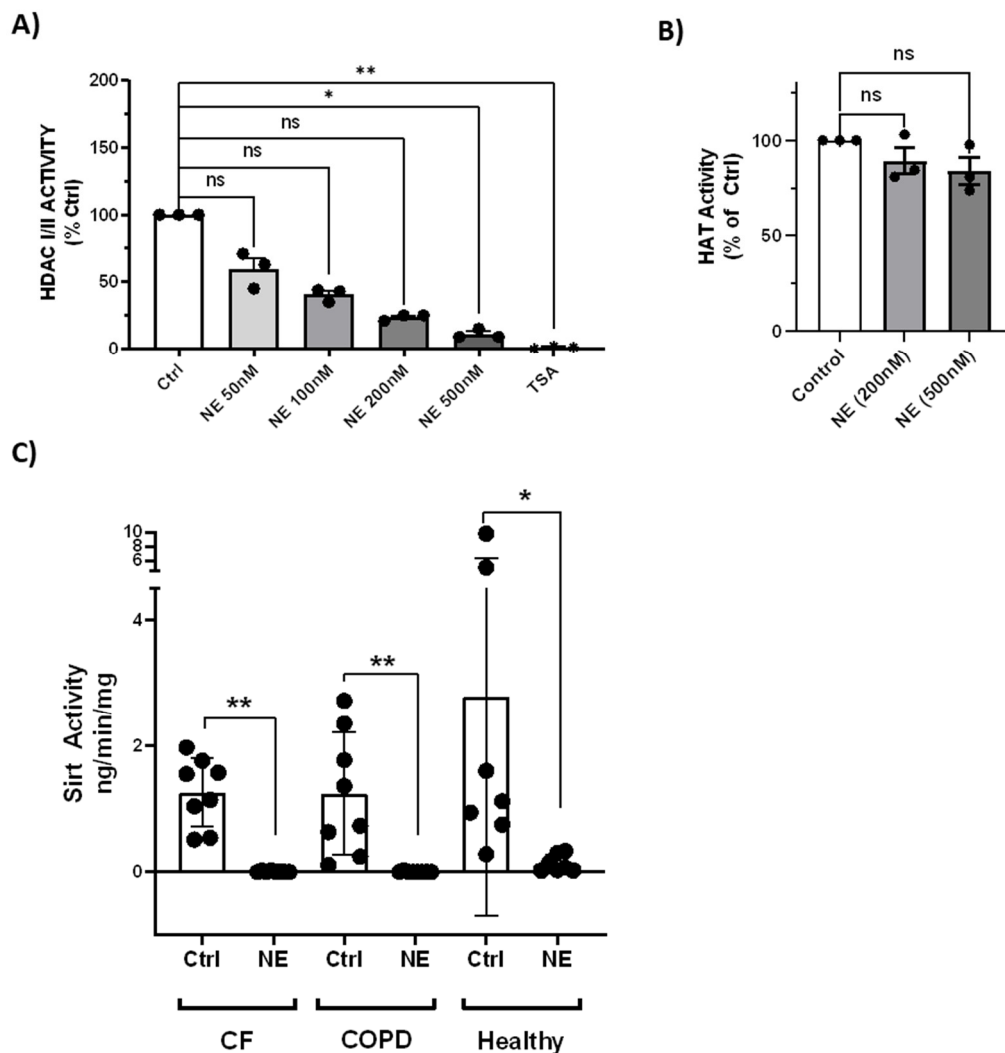 A)
HDAC I/II ACTIVITY
(% Ctrl)
200
150
100
50
0
**
*
ns
ns
ns
Ctrl
NE 50nM
NE 100nM
NE 200nM
NE 500nM
TSA
B)
HAT Activity
(% of Ctrl)
100
50
0
ns
ns
Control
NE (200nM)
NE (500nM)
C)
Sirt Activity
ng/min/mg
10
8
6
4
2
0
**
**
*
Ctrl NE Ctrl NE Ctrl NE
CF COPD Healthy